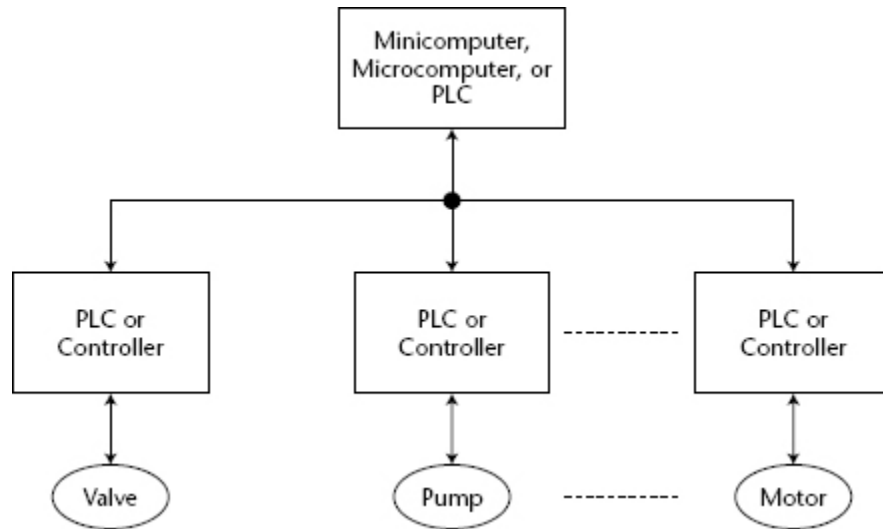 Minicomputer,
Microcomputer, or
PLC
PLC or
Controller
PLC or
Controller
PLC or
Controller
Valve
Pump
Motor